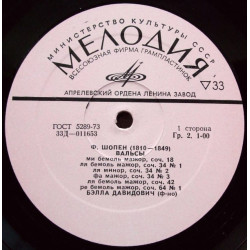 МИНИСТЕРСТВО КУЛЬТУРЫ СССР
МЕЛОДИЯ
ВСЕСОЮЗНАЯ ФИРМА ГРАМПЛАСТИНОК
33
АПРЕЛЕВСКИЙ ОРДЕНА ЛЕНИНА ЗАВОД
ГОСТ 5289-73
33Д—011653
1 сторона
Гр. 2. 1-00
Ф. ШОПЕН (1810—1849)
ВАЛЬСЫ
ми бемоль мажор, соч. 18
ля бемоль мажор, соч. 34 № 1
ля минор, соч. 34 № 2
фа мажор, соч. 34 № 3
ля бемоль мажор, соч. 42
ре бемоль мажор, соч. 64 № 1
БЭЛЛА ДАВИДОВИЧ (ф-но)